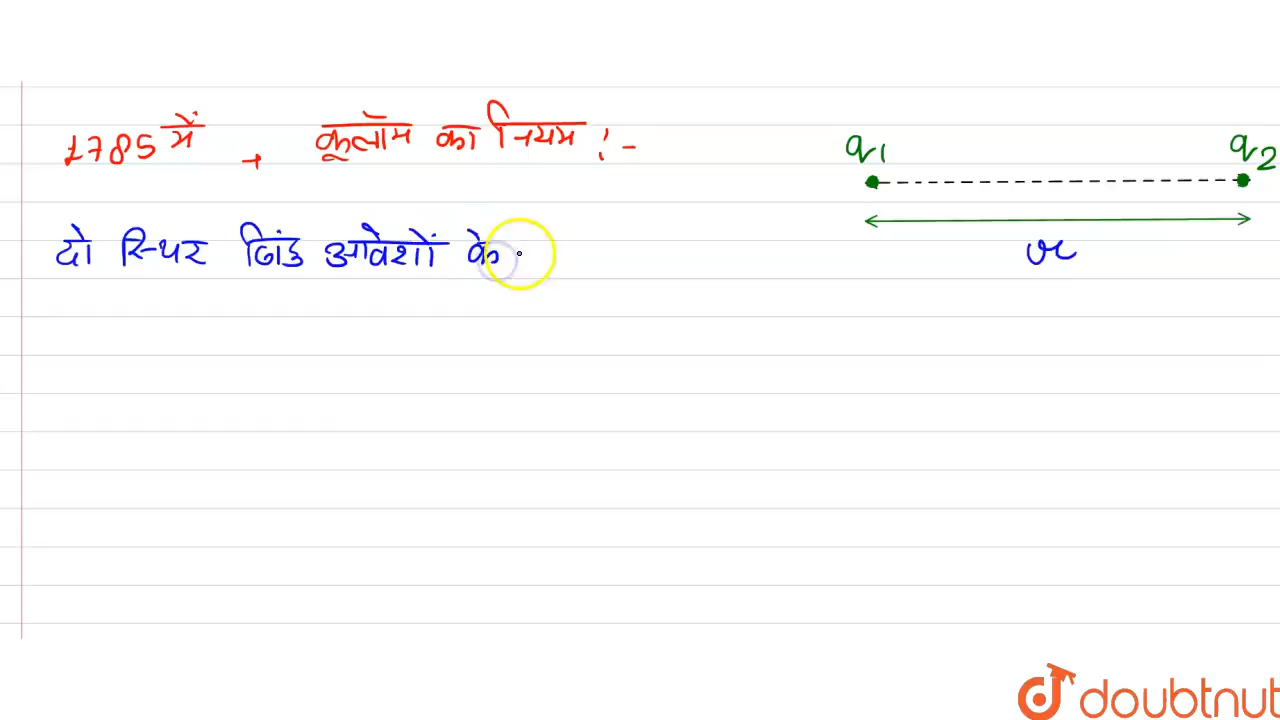 1785 में , कूलॉम का नियम :-
q1 q2
दो स्थिर बिंदु आवेशों के
r
doubtnut